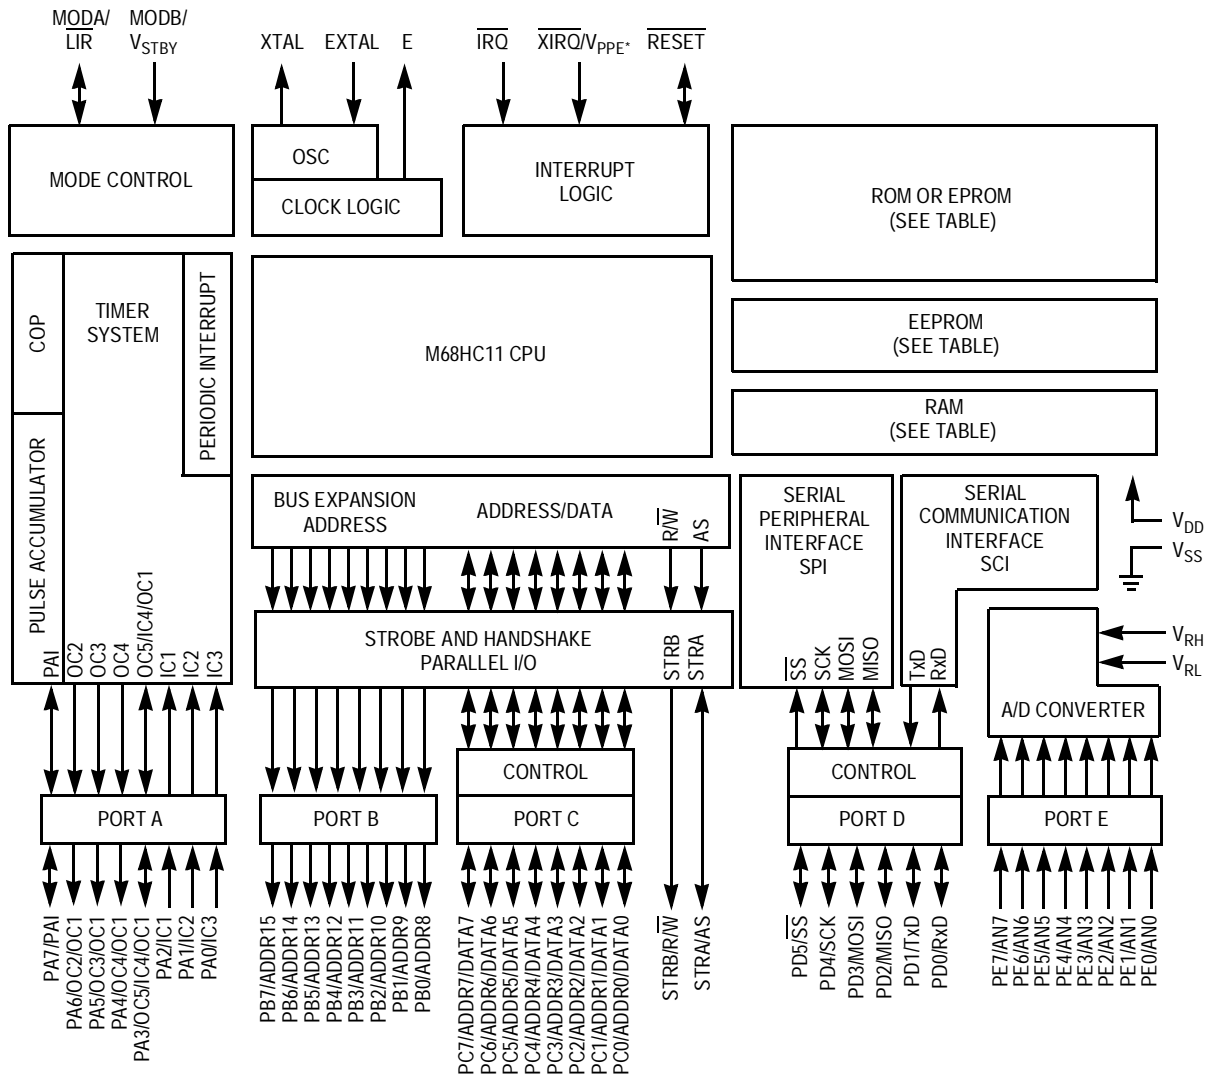 MODA/
LIR
MODB/
VSTBY
XTAL
EXTAL
E
IRQ
XIRQ/VPPE*
RESET
MODE CONTROL
OSC
CLOCK LOGIC
INTERRUPT
LOGIC
ROM OR EPROM
(SEE TABLE)
COP
TIMER
SYSTEM
PERIODIC INTERRUPT
M68HC11 CPU
EEPROM
(SEE TABLE)
RAM
(SEE TABLE)
PULSE ACCUMULATOR
PAI
OC2
OC3
OC4
OC5/IC4/OC1
IC1
IC2
IC3
BUS EXPANSION
ADDRESS
ADDRESS/DATA
R/W
AS
STROBE AND HANDSHAKE
PARALLEL I/O
STRB
STRA
SERIAL
PERIPHERAL
INTERFACE
SPI
SS
SCK
MOSI
MISO
SERIAL
COMMUNICATION
INTERFACE
SCI
TxD
RxD
VDD
VSS
VRH
VRL
A/D CONVERTER
CONTROL
CONTROL
PORT A
PORT B
PORT C
PORT D
PORT E
PA7/PAI
PA6/OC2/OC1
PA5/OC3/OC1
PA4/OC4/OC1
PA3/OC5/IC4/OC1
PA2/IC1
PA1/IC2
PA0/IC3
PB7/ADDR15
PB6/ADDR14
PB5/ADDR13
PB4/ADDR12
PB3/ADDR11
PB2/ADDR10
PB1/ADDR9
PB0/ADDR8
PC7/ADDR7/DATA7
PC6/ADDR6/DATA6
PC5/ADDR5/DATA5
PC4/ADDR4/DATA4
PC3/ADDR3/DATA3
PC2/ADDR2/DATA2
PC1/ADDR1/DATA1
PC0/ADDR0/DATA0
STRB/R/W
STRA/AS
PD5/SS
PD4/SCK
PD3/MOSI
PD2/MISO
PD1/TxD
PD0/RxD
PE7/AN7
PE6/AN6
PE5/AN5
PE4/AN4
PE3/AN3
PE2/AN2
PE1/AN1
PE0/AN0